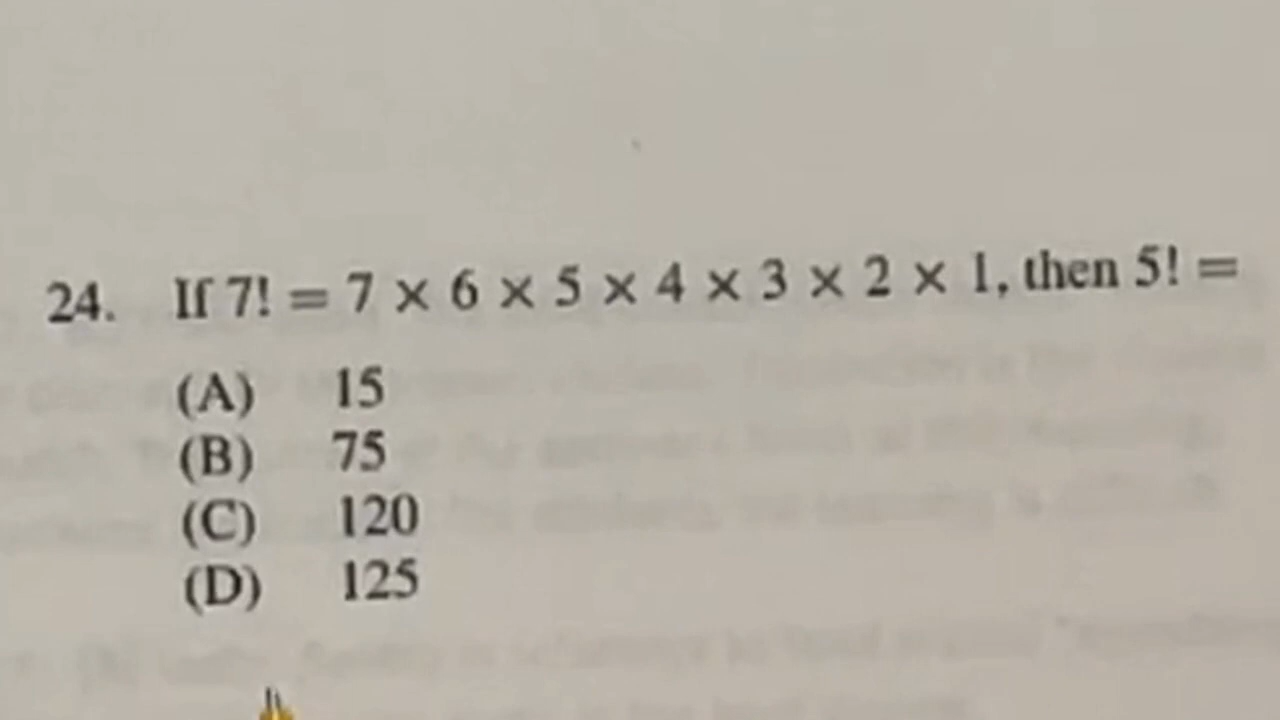 24. If 7! = 7 × 6 × 5 × 4 × 3 × 2 × 1, then 5! =
(A) 15
(B) 75
(C) 120
(D) 125